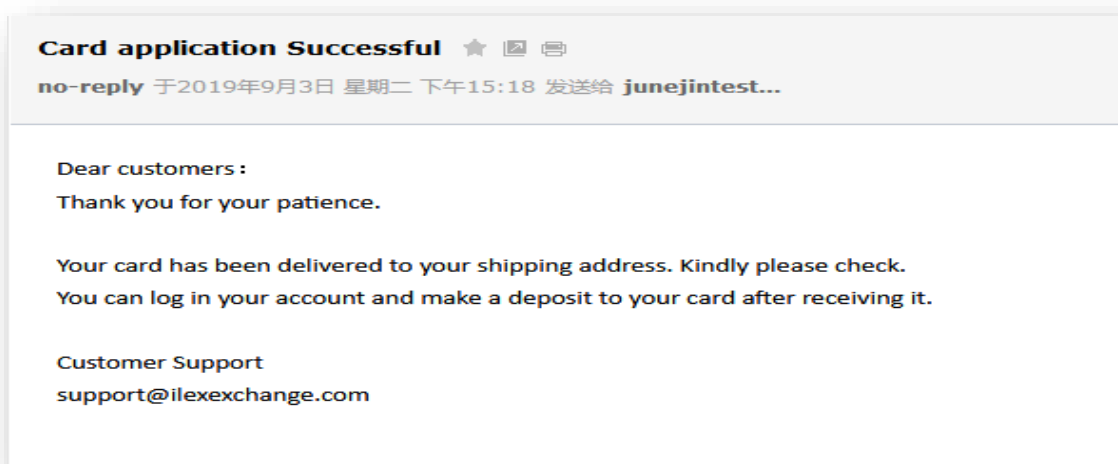 Card application Successful
no-reply 于2019年9月3日 星期二 下午15:18 发送给 junejintest...
Dear customers：
Thank you for your patience.
Your card has been delivered to your shipping address. Kindly please check.
You can log in your account and make a deposit to your card after receiving it.
Customer Support
support@ilexexchange.com